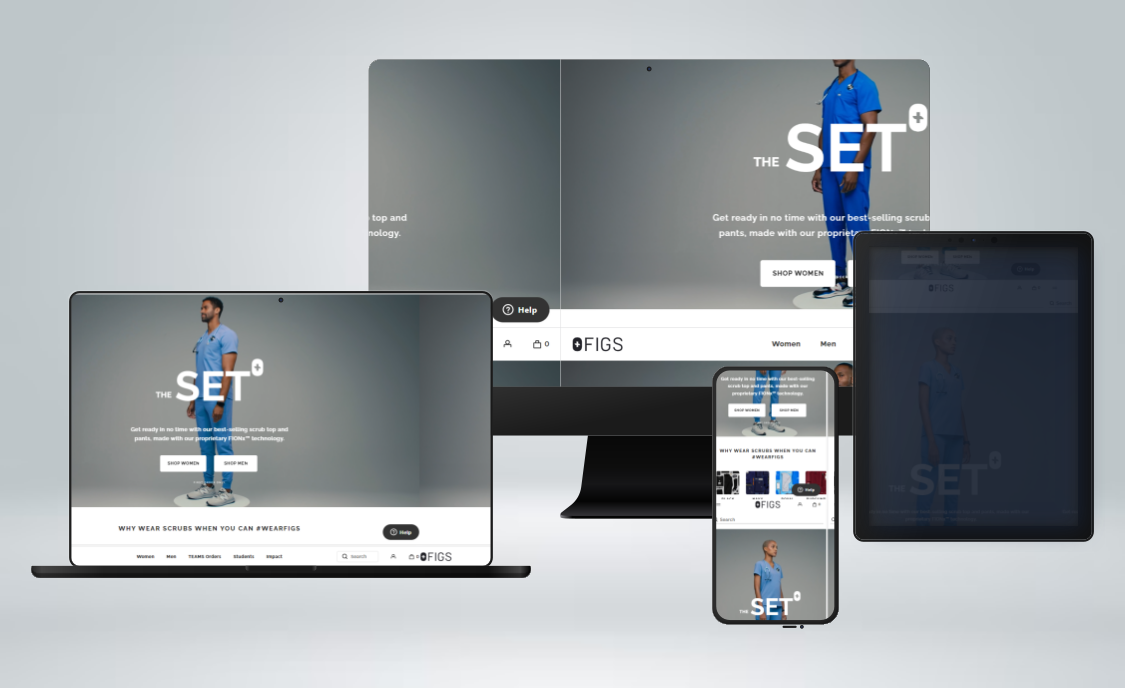 THE SET
Get ready in no time with our best-selling scrub
pants, made with our proprietary
SHOP WOMEN
top and
nology.
Help
0
FIGS
Women Men
THE SET
Get ready in no time with our best-selling scrub top and
pants, made with our proprietary FIONx™ technology.
SHOP WOMEN SHOP MEN
WHY WEAR SCRUBS WHEN YOU CAN #WEARFIGS
Help
Women Men TEAMS Orders Students Impact Search 0 FIGS
Get ready in no time with our best-selling
scrub top and pants, made with our
proprietary FIONx™ technology.
SHOP WOMEN SHOP MEN
WHY WEAR SCRUBS WHEN YOU CAN
#WEARFIGS
Help
FIGS 0
Search
THE SET
Help
FIGS
THE SET